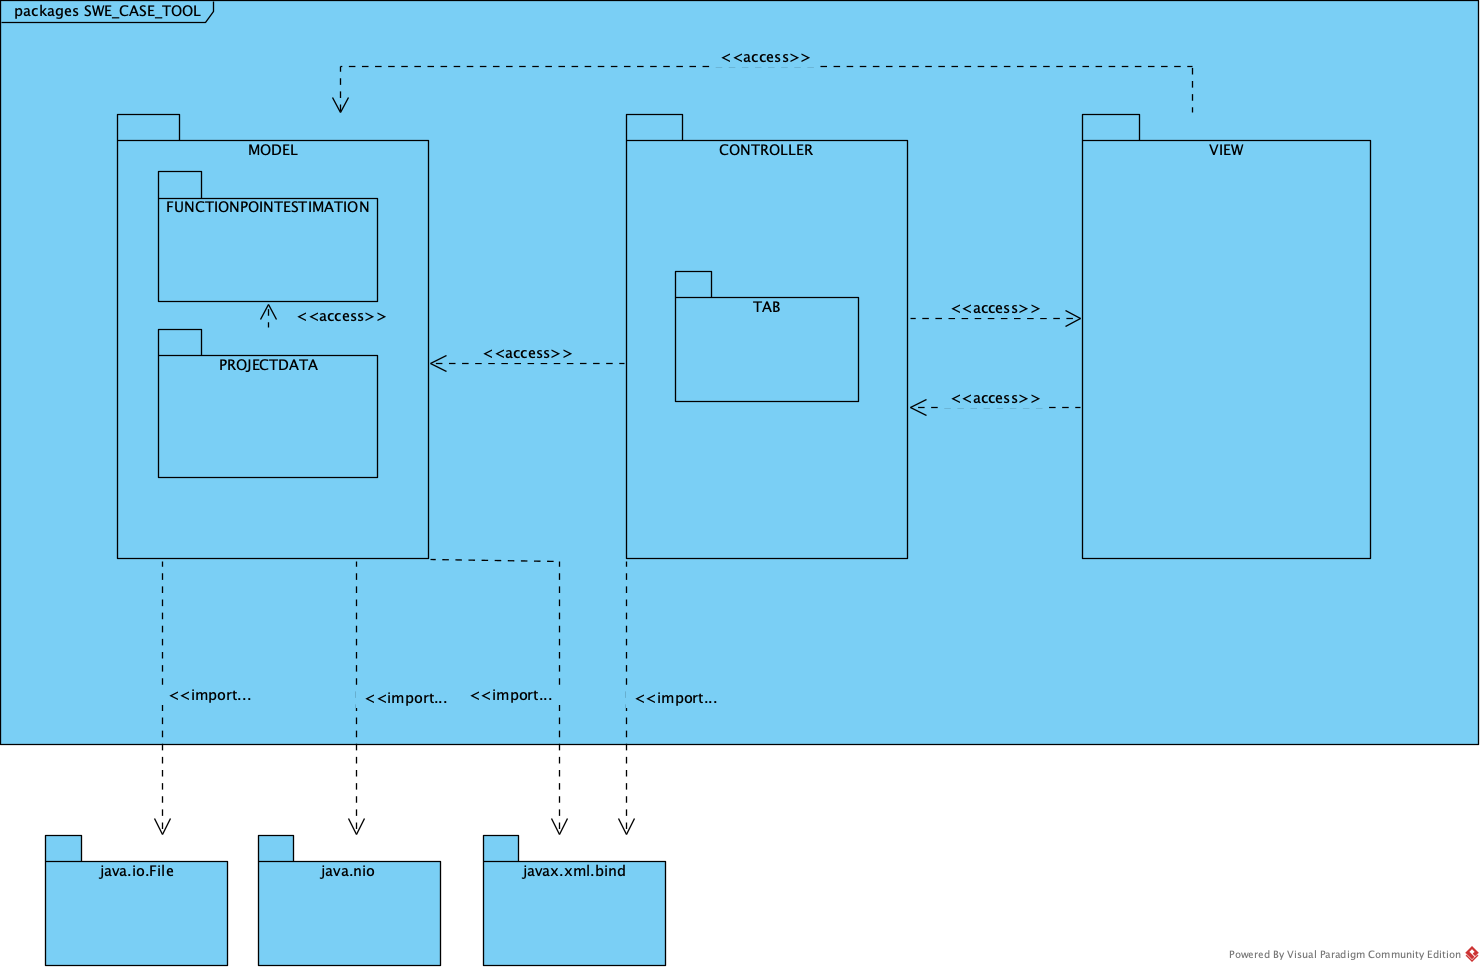 packages SWE_CASE_TOOL
<<access>>
MODEL
CONTROLLER
VIEW
FUNCTIONPOINTESTIMATION
TAB
<<access>>
<<access>>
<<access>>
PROJECTDATA
<<access>>
<<import...
<<import...
<<import...
<<import...
java.io.File
java.nio
javax.xml.bind
Powered By Visual Paradigm Community Edition